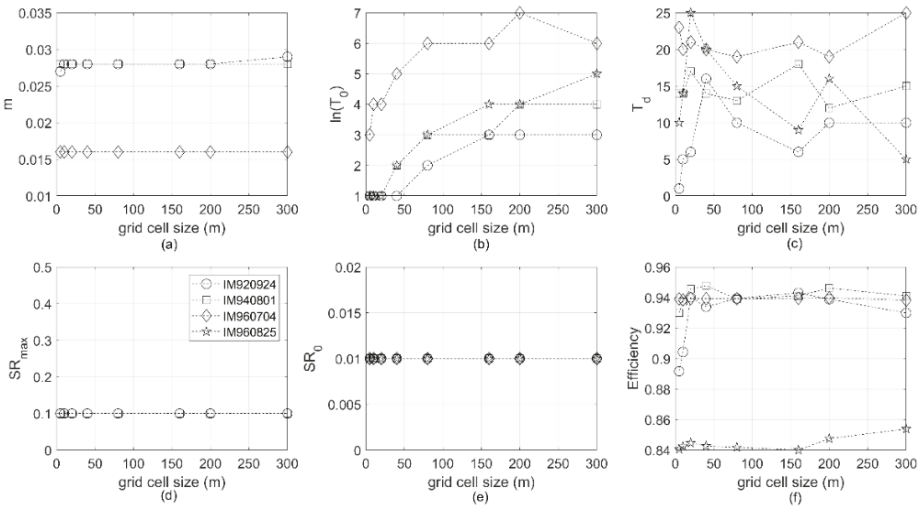 0.035
0.03
0.025
0.02
0.015
0.01
m
0 50 100 150 200 250 300
grid cell size (m)
(a)
7
6
5
4
3
2
1
ln(T0)
0 50 100 150 200 250 300
grid cell size (m)
(b)
25
20
15
10
5
0
Td
0 50 100 150 200 250 300
grid cell size (m)
(c)
0.5
0.4
0.3
0.2
0.1
0
SRmax
IM920924
IM940801
IM960704
IM960825
0 50 100 150 200 250 300
grid cell size (m)
(d)
0.02
0.015
0.01
0.005
0
SR0
0 50 100 150 200 250 300
grid cell size (m)
(e)
0.96
0.94
0.92
0.9
0.88
0.86
0.84
Efficiency
0 50 100 150 200 250 300
grid cell size (m)
(f)